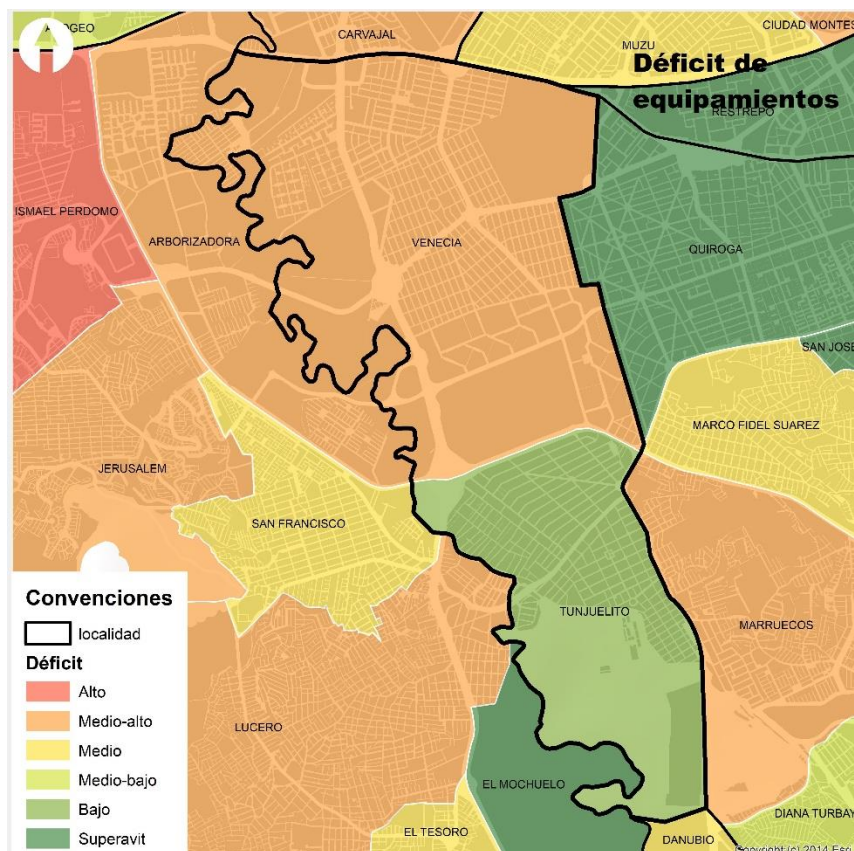 APOGEO
CARVAJAL
CIUDAD MONTES
MUZU
Déficit de
equipamientos
RESTREPO
ISMAEL PERDOMO
ARBORIZADORA
VENECIA
QUIROGA
SAN JOSE
MARCO FIDEL SUAREZ
JERUSALEM
SAN FRANCISCO
TUNJUELITO
MARRUECOS
LUCERO
EL MOCHUELO
DIANA TURBAY
EL TESORO
DANUBIO
Copyright (c) 2014 Esri
Convenciones
localidad
Déficit
Alto
Medio-alto
Medio
Medio-bajo
Bajo
Superavit